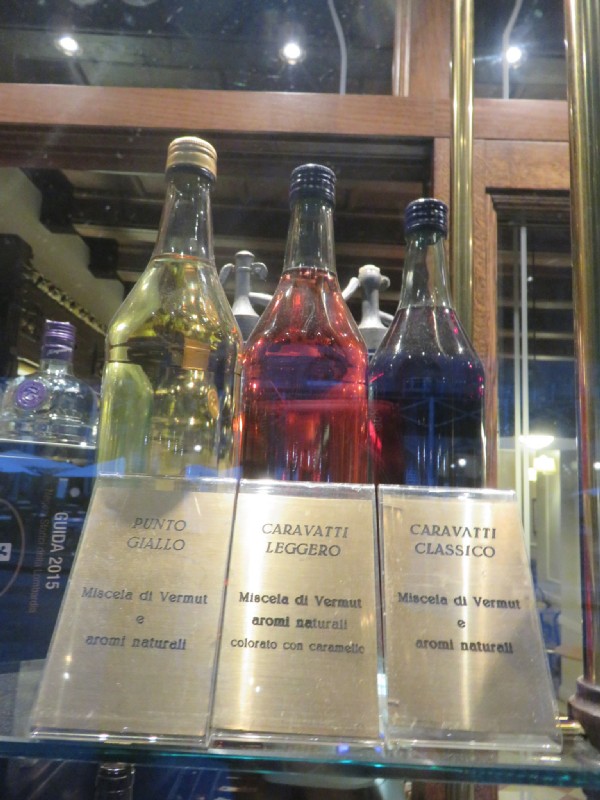 PUNTO
GIALLO
Miscela di Vermut
e
aromi naturali
CARAVATTI
LEGGERO
Miscela di Vermut
aromi naturali
colorato con caramello
CARAVATTI
CLASSICO
Miscela di Vermut
e
aromi naturali
GUIDA 2015